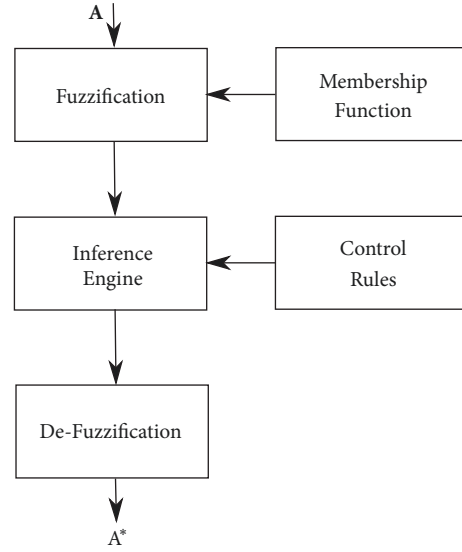 A
Fuzzification
Membership
Function
Inference
Engine
Control
Rules
De-Fuzzification
A*